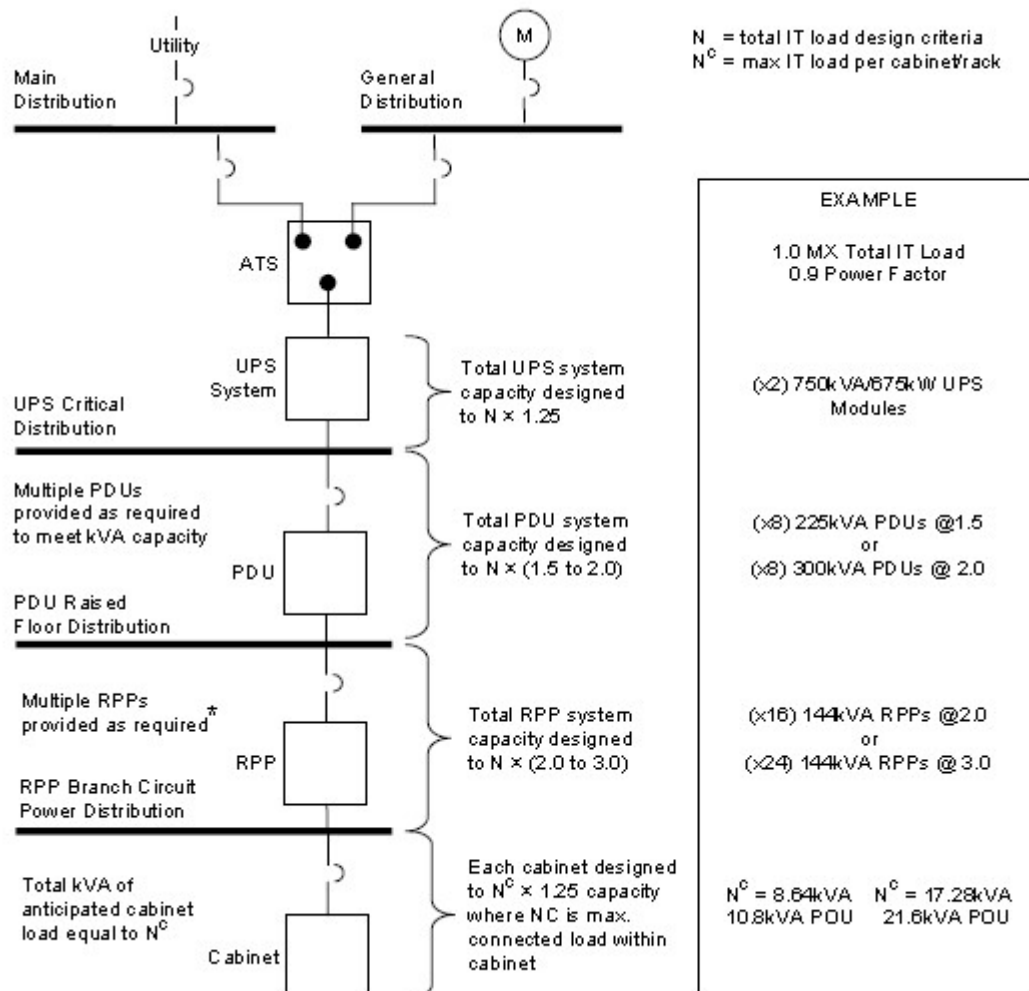 Utility
M
N = total IT load design criteria
N^c = max IT load per cabinet/rack
Main
Distribution
General
Distribution
ATS
EXAMPLE
1.0 MX Total IT Load
0.9 Power Factor
UPS
System
Total UPS system
capacity designed
to N × 1.25
(x2) 750kVA/675kW UPS
Modules
UPS Critical
Distribution
Multiple PDUs
provided as required
to meet kVA capacity
PDU
Total PDU system
capacity designed
to N × (1.5 to 2.0)
(x8) 225kVA PDUs @1.5
or
(x8) 300kVA PDUs @ 2.0
PDU Raised
Floor Distribution
Multiple RPPs
provided as required*
RPP
Total RPP system
capacity designed
to N × (2.0 to 3.0)
(x16) 144kVA RPPs @2.0
or
(x24) 144kVA RPPs @ 3.0
RPP Branch Circuit
Power Distribution
Total kVA of
anticipated cabinet
load equal to N^c
Cabinet
Each cabinet designed
to N^c × 1.25 capacity
where NC is max.
connected load within
cabinet
N^c = 8.64kVA N^c = 17.28kVA
10.8kVA POU 21.6kVA POU